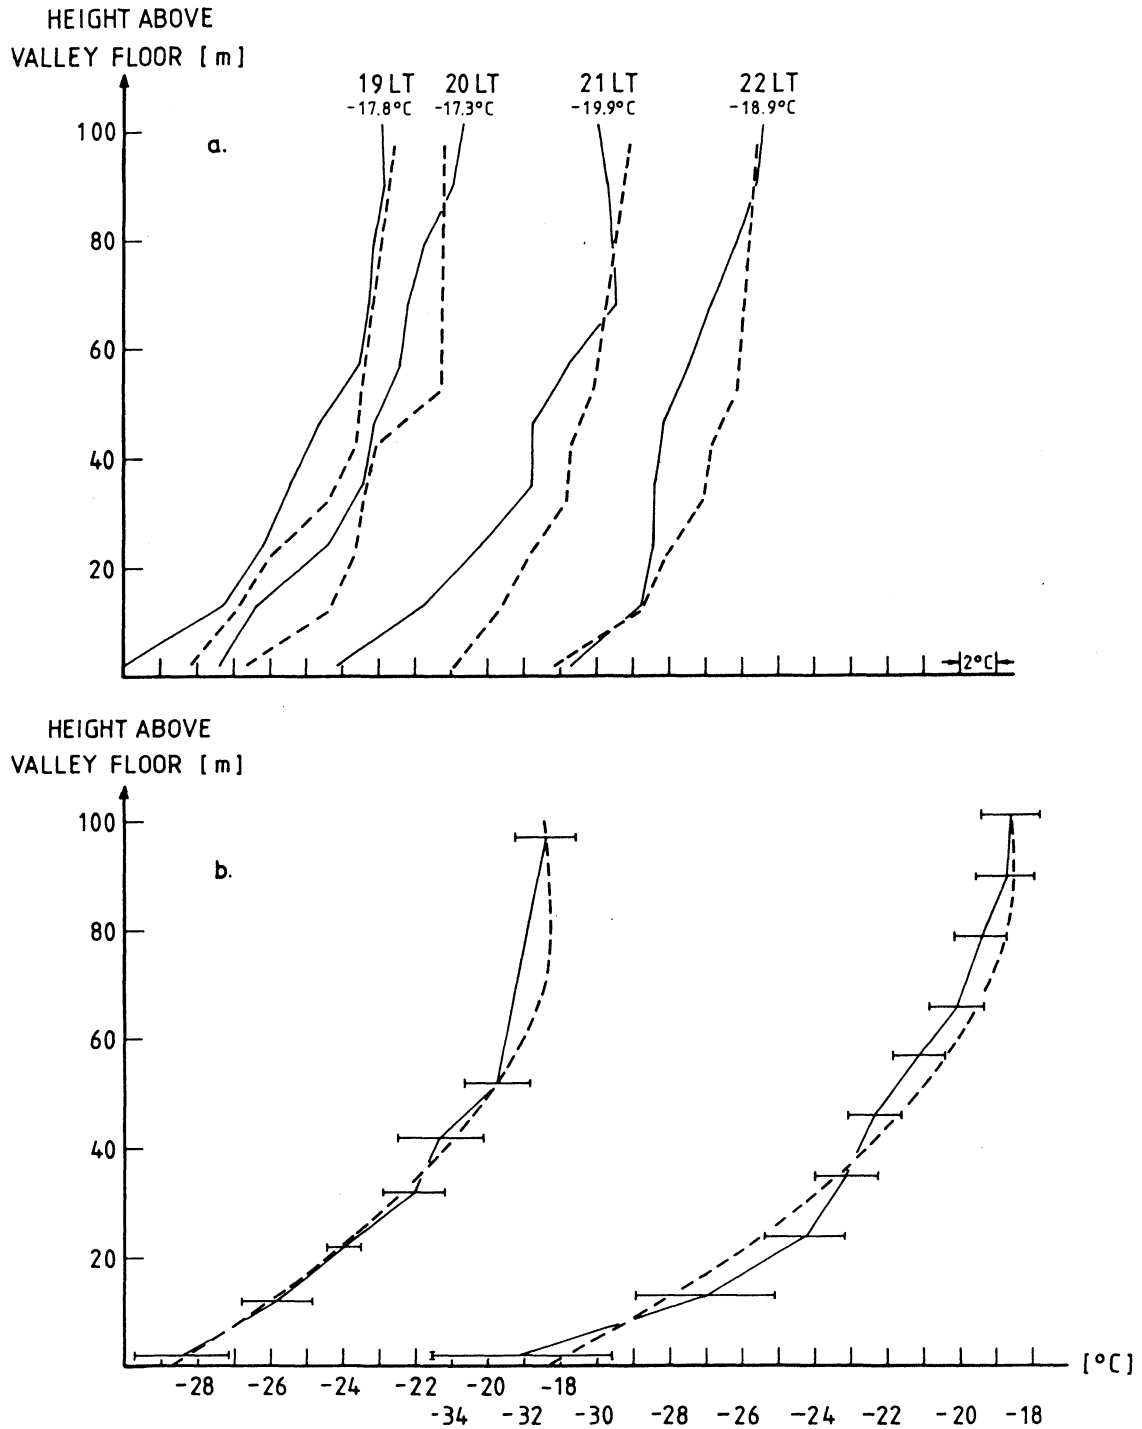 HEIGHT ABOVE
VALLEY FLOOR [m]
19 LT 20 LT 21 LT 22 LT
-17.8°C -17.3°C -19.9°C -18.9°C
100
a.
80
60
40
20
2°C
HEIGHT ABOVE
VALLEY FLOOR [m]
100
b.
80
60
40
20
[°C]
-28 -26 -24 -22 -20 -18
-34 -32 -30 -28 -26 -24 -22 -20 -18